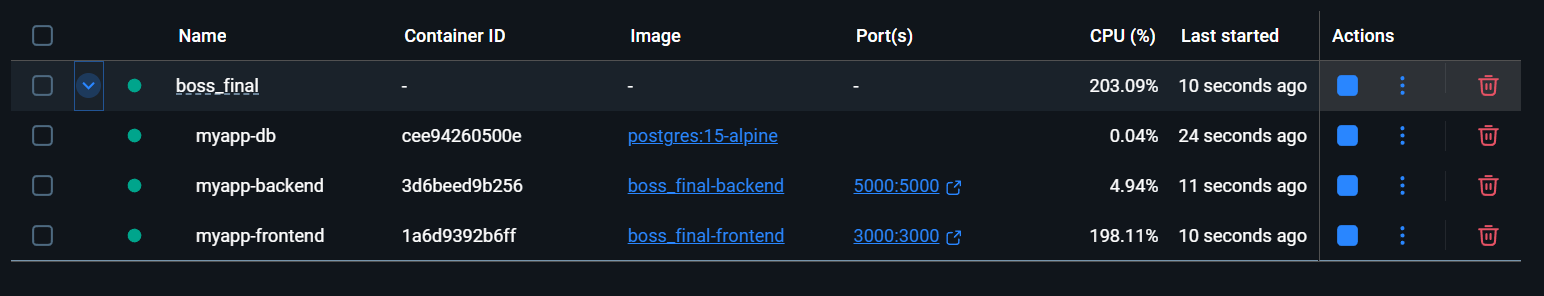 Name Container ID Image Port(s) CPU (%) Last started Actions
boss_final - - - 203.09% 10 seconds ago
myapp-db cee94260500e postgres:15-alpine 0.04% 24 seconds ago
myapp-backend 3d6beed9b256 boss_final-backend 5000:5000 4.94% 11 seconds ago
myapp-frontend 1a6d9392b6ff boss_final-frontend 3000:3000 198.11% 10 seconds ago